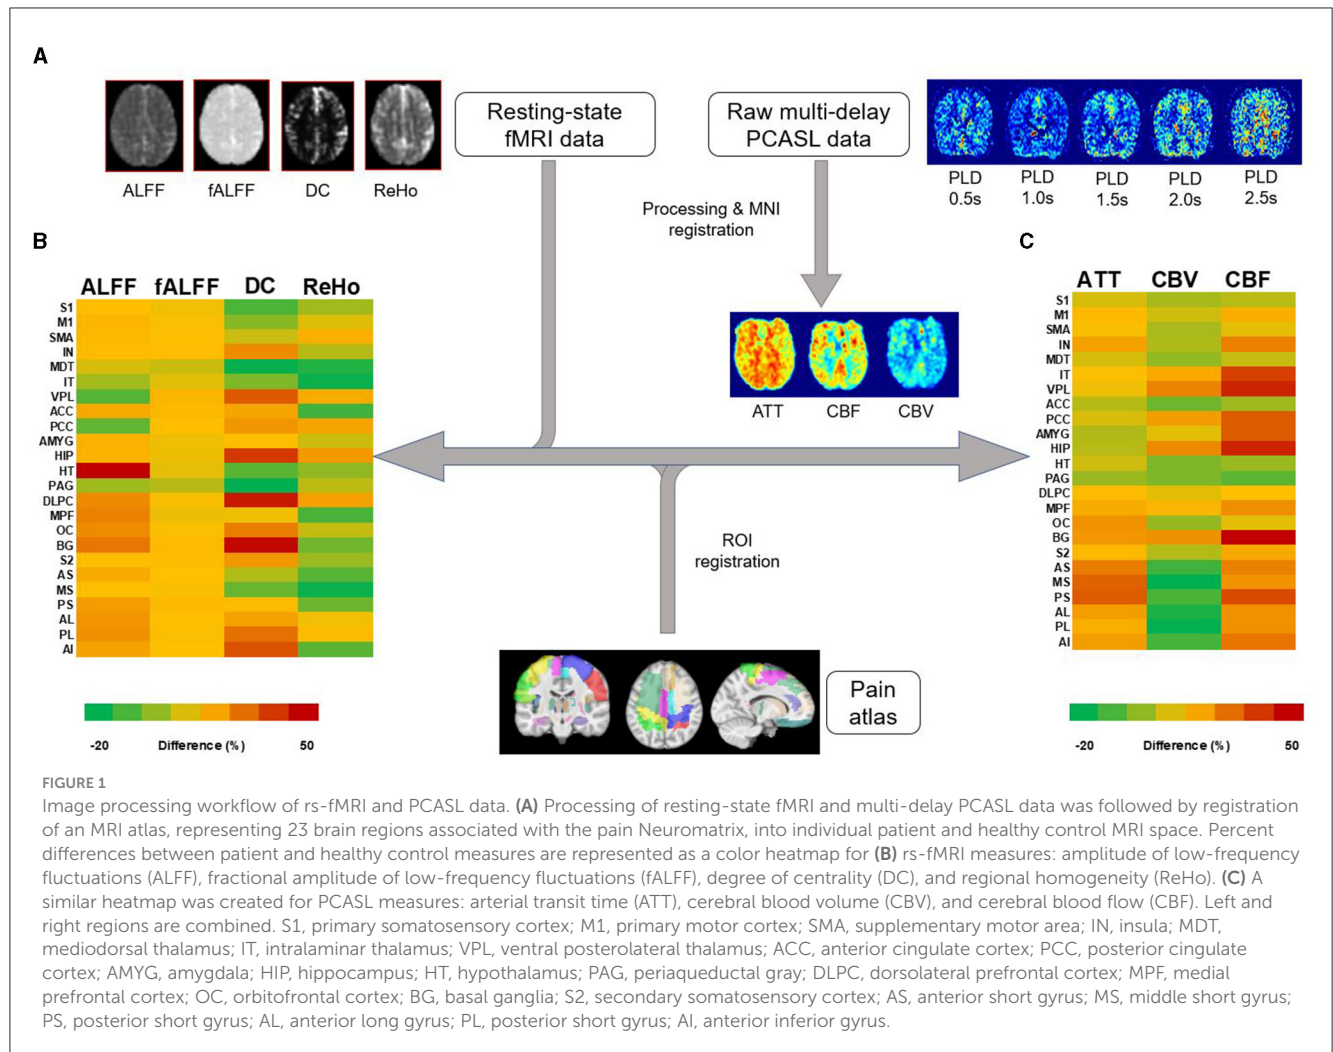 A
Resting-state
fMRI data
Raw multi-delay
PCASL data
ALFF fALFF DC ReHo
PLD
0.5s
PLD
1.0s
PLD
1.5s
PLD
2.0s
PLD
2.5s
Processing & MNI
registration
ATT CBF CBV
ROI
registration
Pain
atlas
B
ALFF fALFF DC ReHo
S1
M1
SMA
IN
MDT
IT
VPL
ACC
PCC
AMYG
HIP
HT
PAG
DLPC
MPF
OC
BG
S2
AS
MS
PS
AL
PL
AI
-20 Difference (%) 50
C
ATT CBV CBF
S1
M1
SMA
IN
MDT
IT
VPL
ACC
PCC
AMYG
HIP
HT
PAG
DLPC
MPF
OC
BG
S2
AS
MS
PS
AL
PL
AI
-20 Difference (%) 50
FIGURE 1
Image processing workflow of rs-fMRI and PCASL data. (A) Processing of resting-state fMRI and multi-delay PCASL data was followed by registration
of an MRI atlas, representing 23 brain regions associated with the pain Neuromatrix, into individual patient and healthy control MRI space. Percent
differences between patient and healthy control measures are represented as a color heatmap for (B) rs-fMRI measures: amplitude of low-frequency
fluctuations (ALFF), fractional amplitude of low-frequency fluctuations (fALFF), degree of centrality (DC), and regional homogeneity (ReHo). (C) A
similar heatmap was created for PCASL measures: arterial transit time (ATT), cerebral blood volume (CBV), and cerebral blood flow (CBF). Left and
right regions are combined. S1, primary somatosensory cortex; M1, primary motor cortex; SMA, supplementary motor area; IN, insula; MDT,
mediodorsal thalamus; IT, intralaminar thalamus; VPL, ventral posterolateral thalamus; ACC, anterior cingulate cortex; PCC, posterior cingulate
cortex; AMYG, amygdala; HIP, hippocampus; HT, hypothalamus; PAG, periaqueductal gray; DLPC, dorsolateral prefrontal cortex; MPF, medial
prefrontal cortex; OC, orbitofrontal cortex; BG, basal ganglia; S2, secondary somatosensory cortex; AS, anterior short gyrus; MS, middle short gyrus;
PS, posterior short gyrus; AL, anterior long gyrus; PL, posterior short gyrus; AI, anterior inferior gyrus.